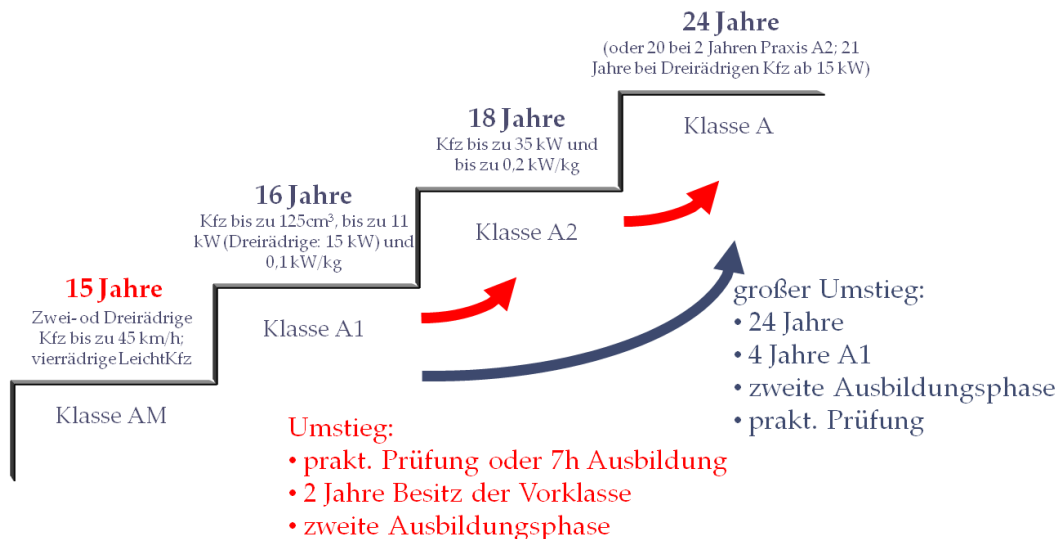 24 Jahre
(oder 20 bei 2 Jahren Praxis A2; 21
Jahre bei Dreirädrigen Kfz ab 15 kW)
Klasse A
18 Jahre
Kfz bis zu 35 kW und
bis zu 0,2 kW/kg
Klasse A2
16 Jahre
Kfz bis zu 125cm³, bis zu 11
kW (Dreirädrige: 15 kW) und
0,1 kW/kg
Klasse A1
15 Jahre
Zwei- od Dreirädrige
Kfz bis zu 45 km/h;
vierrädrige LeichtKfz
Klasse AM
großer Umstieg:
• 24 Jahre
• 4 Jahre A1
• zweite Ausbildungsphase
• prakt. Prüfung
Umstieg:
• prakt. Prüfung oder 7h Ausbildung
• 2 Jahre Besitz der Vorklasse
• zweite Ausbildungsphase